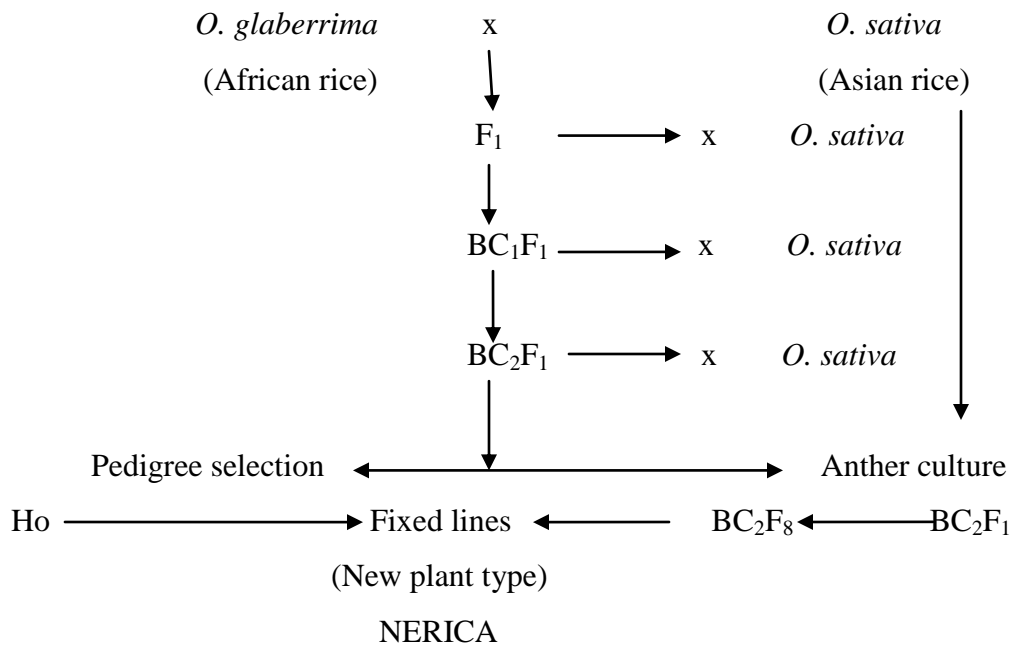 O. glaberrima x O. sativa
(African rice) (Asian rice)
F₁ x O. sativa
BC₁F₁ x O. sativa
BC₂F₁ x O. sativa
Pedigree selection Anther culture
Ho Fixed lines BC₂F₈ BC₂F₁
(New plant type)
NERICA